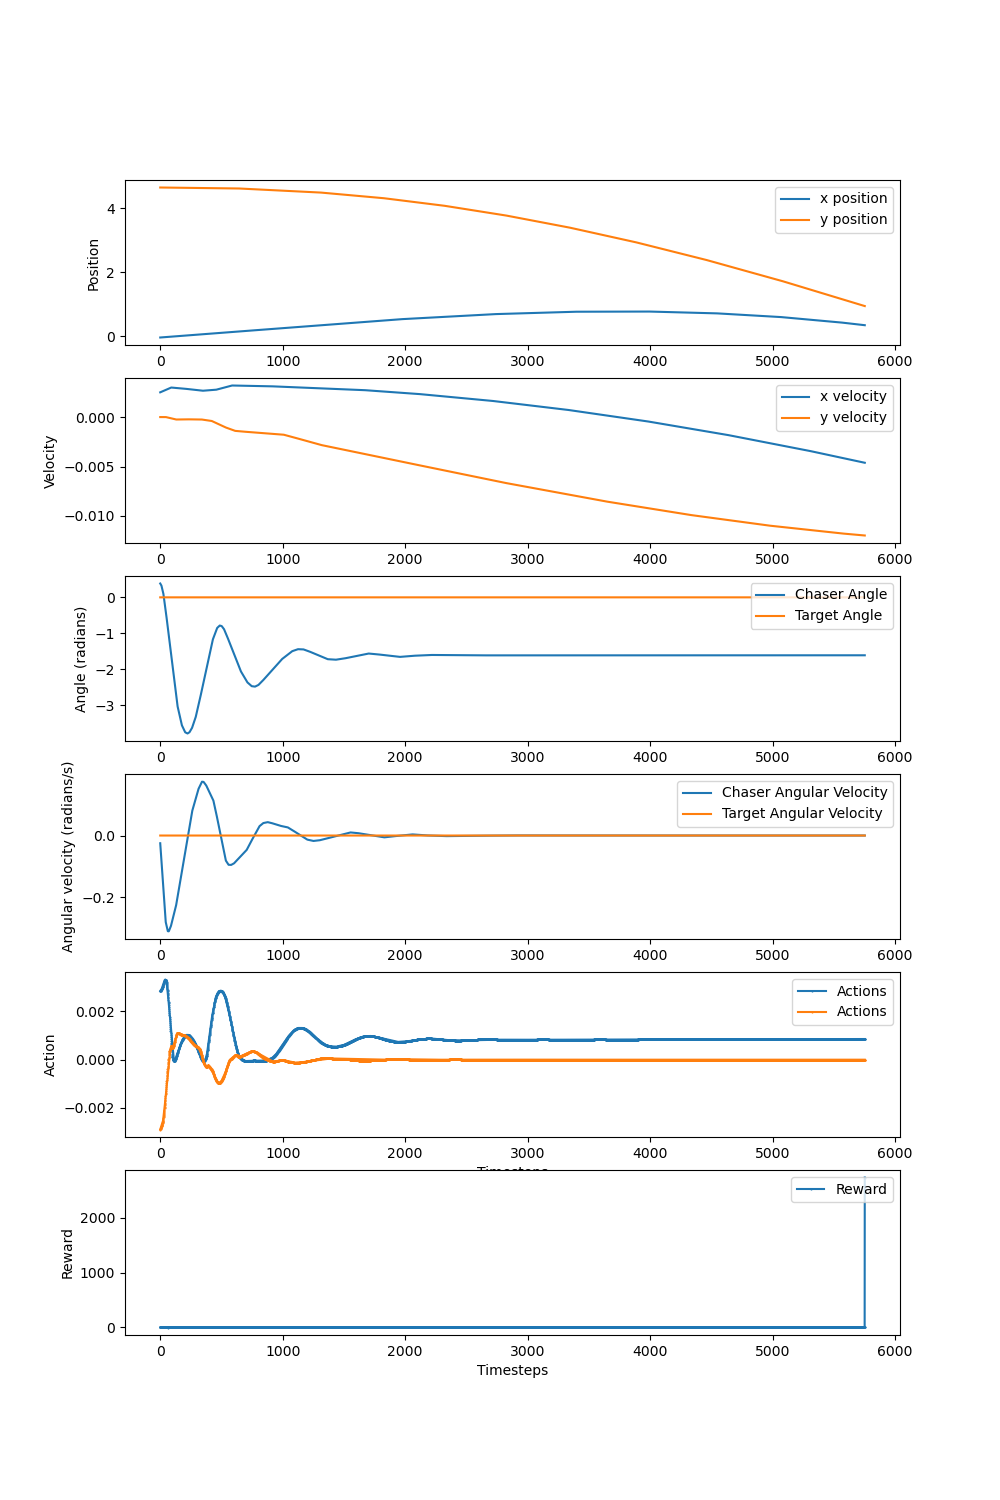 4
2
0
Position
x position
y position
0 1000 2000 3000 4000 5000 6000
0.000
−0.005
−0.010
Velocity
x velocity
y velocity
0 1000 2000 3000 4000 5000 6000
0
−1
−2
−3
Angle (radians)
Chaser Angle
Target Angle
0 1000 2000 3000 4000 5000 6000
0.0
−0.2
Angular velocity (radians/s)
Chaser Angular Velocity
Target Angular Velocity
0 1000 2000 3000 4000 5000 6000
0.002
0.000
−0.002
Action
Actions
Actions
0 1000 2000 3000 4000 5000 6000
Timesteps
2000
1000
0
Reward
Reward
0 1000 2000 3000 4000 5000 6000
Timesteps